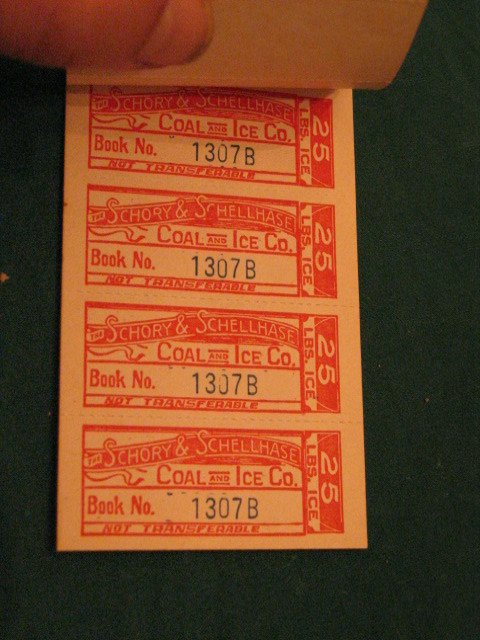 THE SCHORY & SCHELLHASE
COAL AND ICE CO.
Book No. 1307B
NOT TRANSFERABLE
25
LBS. ICE
THE SCHORY & SCHELLHASE
COAL AND ICE CO.
Book No. 1307B
NOT TRANSFERABLE
25
LBS. ICE
THE SCHORY & SCHELLHASE
COAL AND ICE CO.
Book No. 1307B
NOT TRANSFERABLE
25
LBS. ICE
THE SCHORY & SCHELLHASE
COAL AND ICE CO.
Book No. 1307B
NOT TRANSFERABLE
25
LBS. ICE